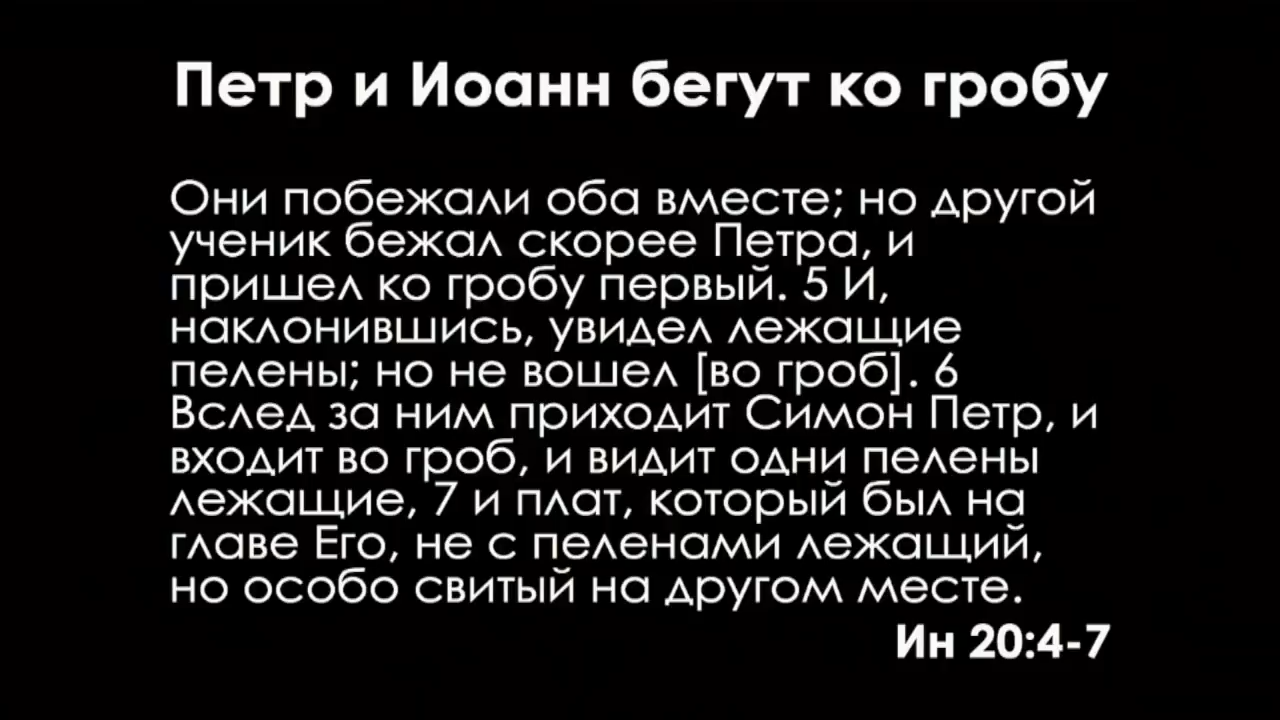 Петр и Иоанн бегут ко гробу
Они побежали оба вместе; но другой
ученик бежал скорее Петра, и
пришел ко гробу первый. 5 И,
наклонившись, увидел лежащие
пелены; но не вошел [во гроб]. 6
Вслед за ним приходит Симон Петр, и
входит во гроб, и видит одни пелены
лежащие, 7 и плат, который был на
главе Его, не с пеленами лежащий,
но особо свитый на другом месте.
Ин 20:4-7